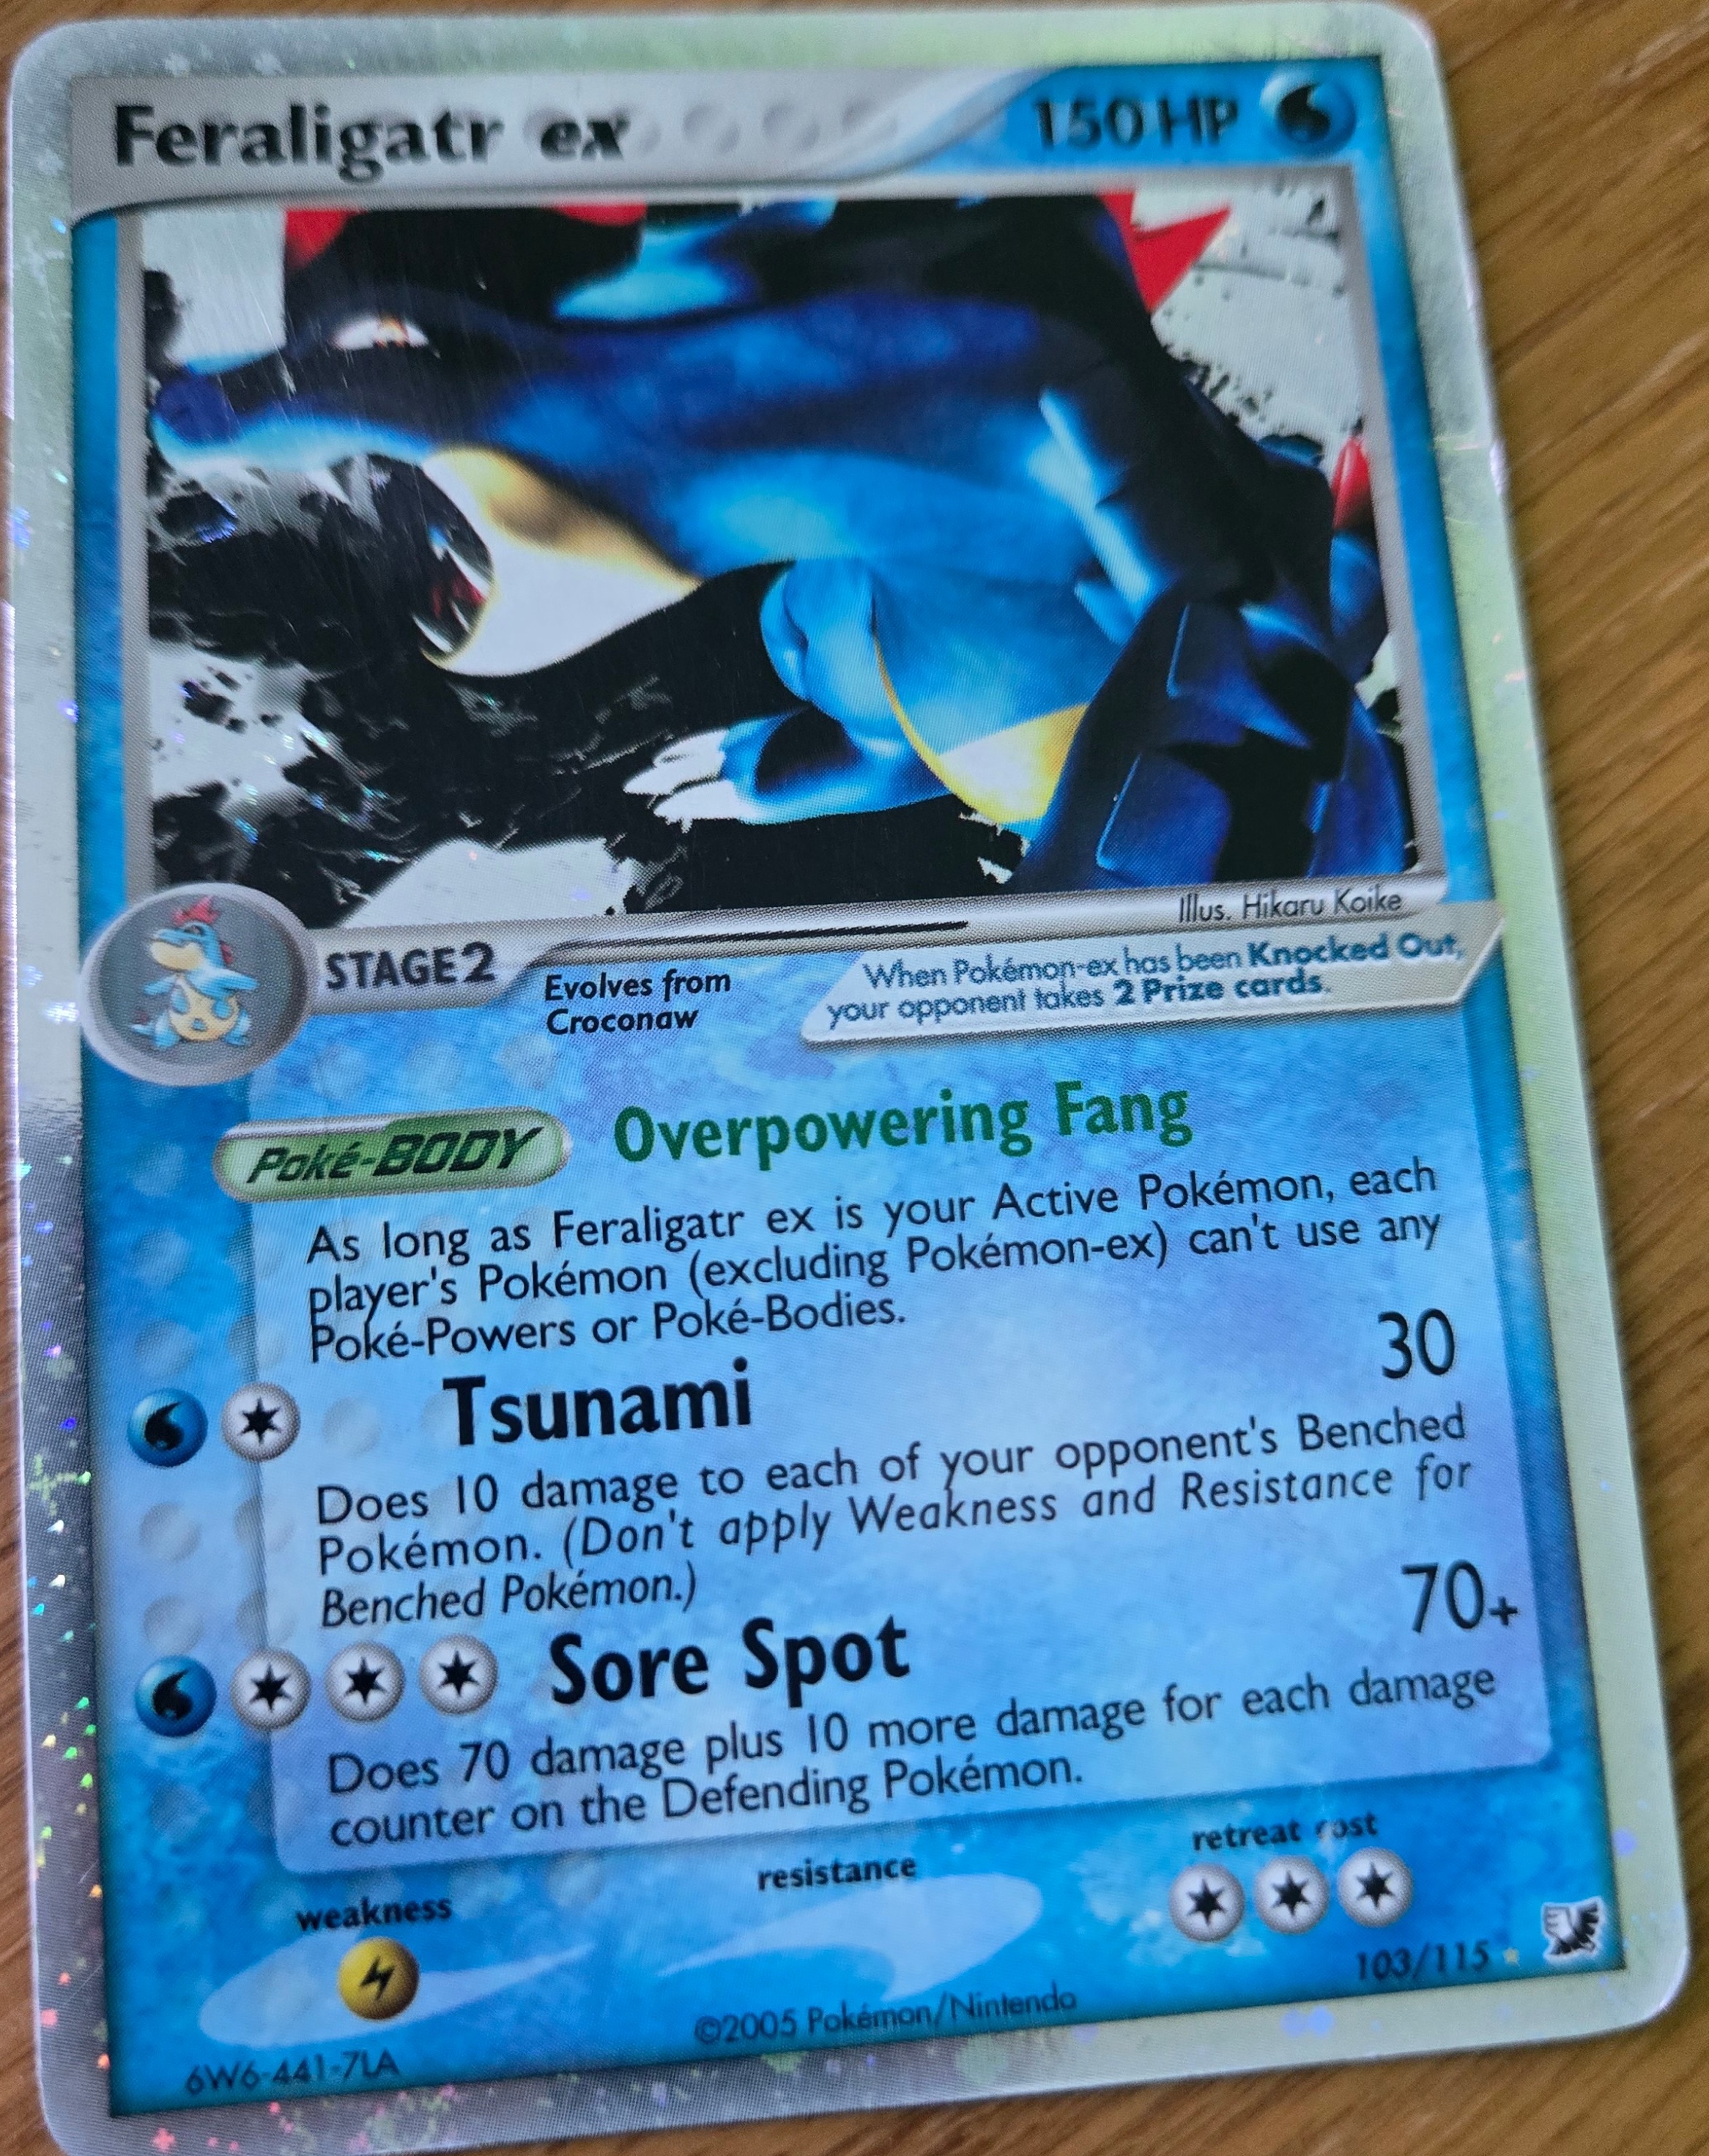 Feraligatr ex 150 HP
Illus. Hikaru Koike
STAGE 2
Evolves from
Croconaw
When Pokémon-ex has been Knocked Out,
your opponent takes 2 Prize cards.
Poké-BODY Overpowering Fang
As long as Feraligatr ex is your Active Pokémon, each
player's Pokémon (excluding Pokémon-ex) can't use any
Poké-Powers or Poké-Bodies.
Tsunami 30
Does 10 damage to each of your opponent's Benched
Pokémon. (Don't apply Weakness and Resistance for
Benched Pokémon.)
Sore Spot 70+
Does 70 damage plus 10 more damage for each damage
counter on the Defending Pokémon.
weakness resistance retreat cost
103/115
©2005 Pokémon/Nintendo
6W6-441-7LA